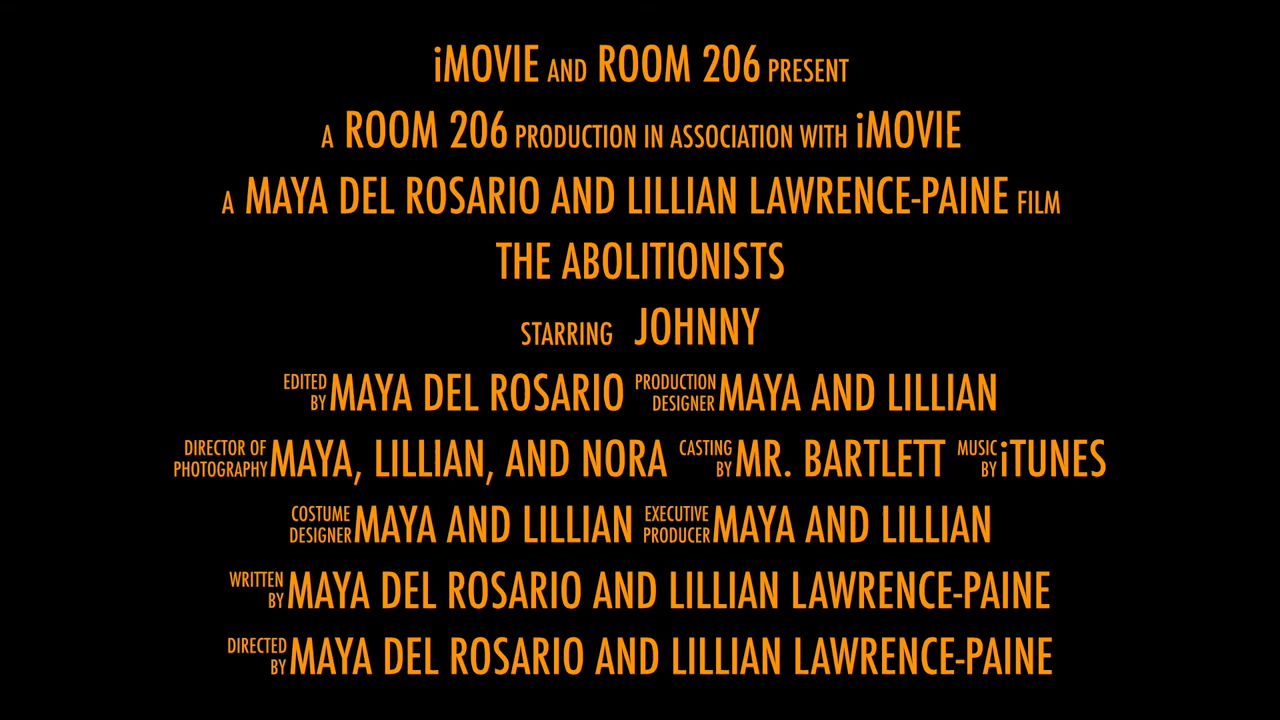 iMOVIE AND ROOM 206 PRESENT
A ROOM 206 PRODUCTION IN ASSOCIATION WITH iMOVIE
A MAYA DEL ROSARIO AND LILLIAN LAWRENCE-PAINE FILM
THE ABOLITIONISTS
STARRING JOHNNY
EDITED BY MAYA DEL ROSARIO PRODUCTION DESIGNER MAYA AND LILLIAN
DIRECTOR OF PHOTOGRAPHY MAYA, LILLIAN, AND NORA CASTING BY MR. BARTLETT MUSIC BY iTUNES
COSTUME DESIGNER MAYA AND LILLIAN EXECUTIVE PRODUCER MAYA AND LILLIAN
WRITTEN BY MAYA DEL ROSARIO AND LILLIAN LAWRENCE-PAINE
DIRECTED BY MAYA DEL ROSARIO AND LILLIAN LAWRENCE-PAINE